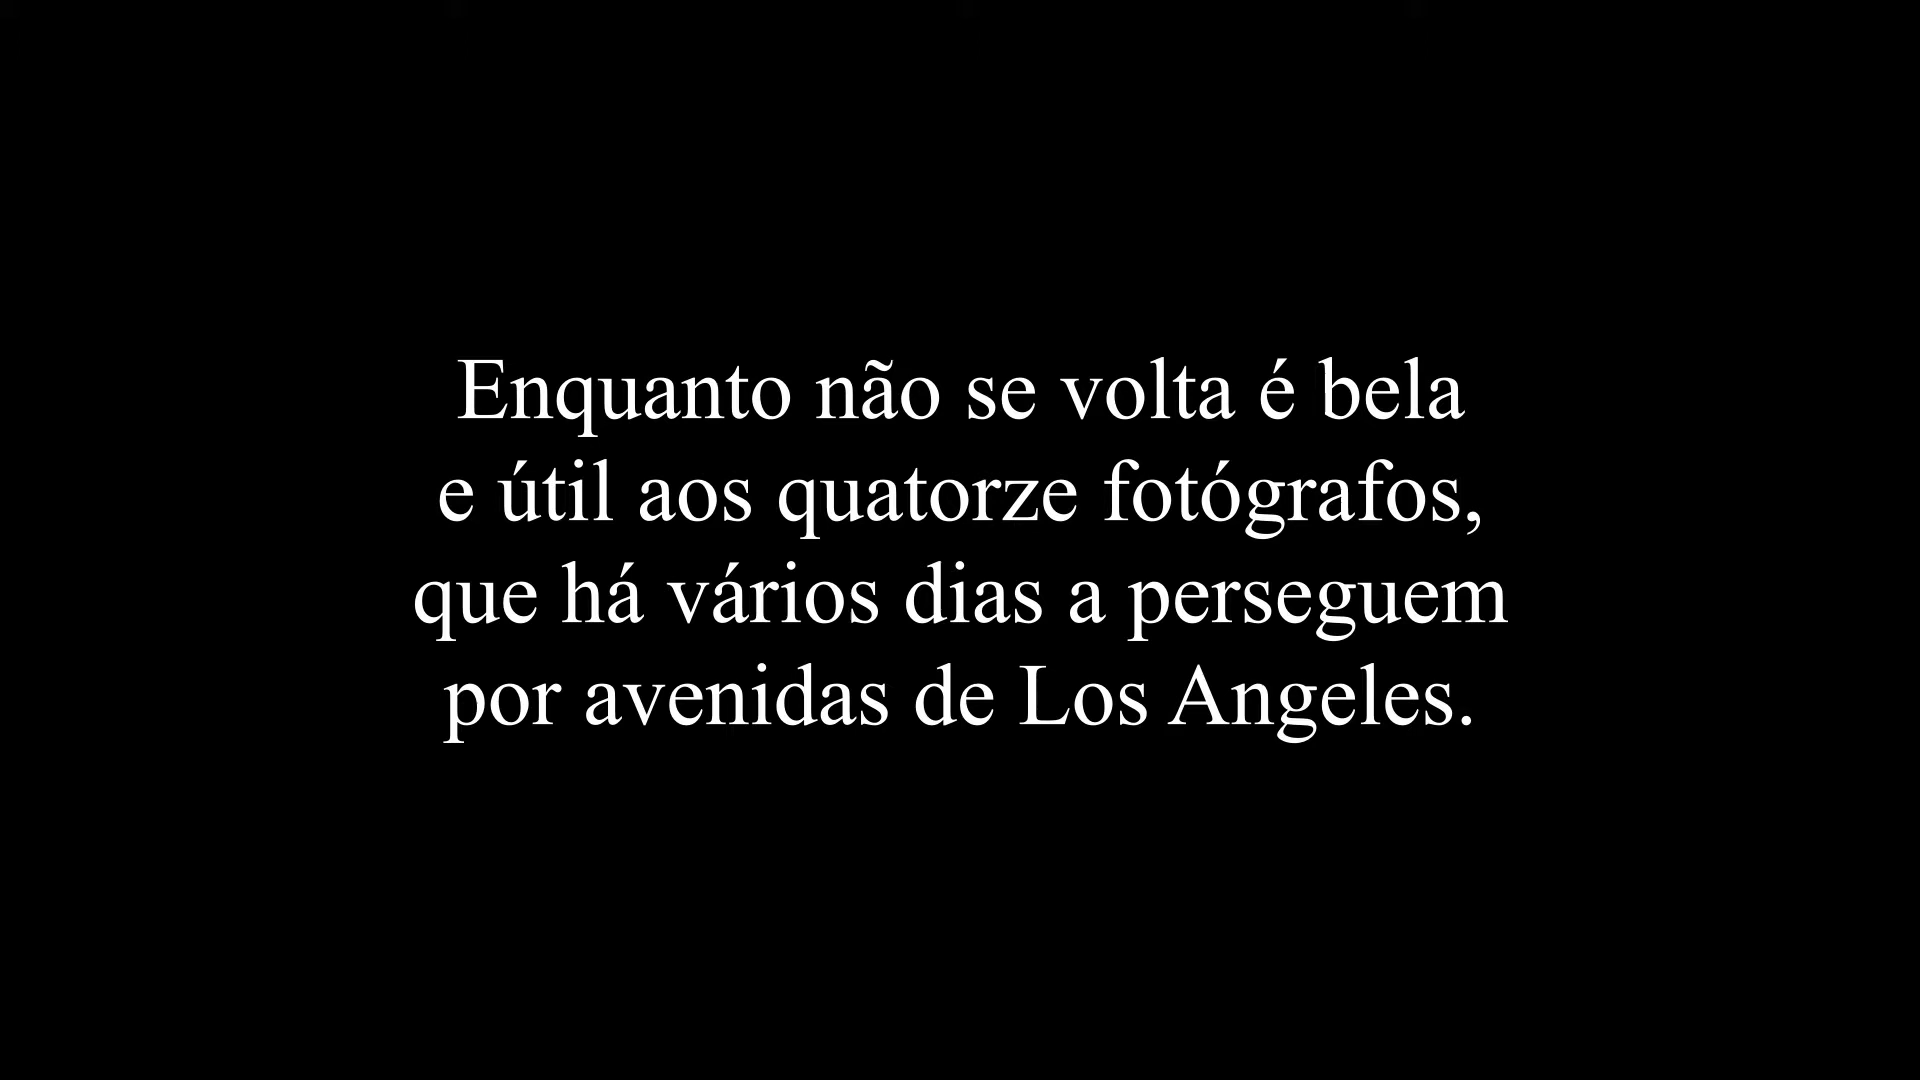 Enquanto não se volta é bela
e útil aos quatorze fotógrafos,
que há vários dias a perseguem
por avenidas de Los Angeles.